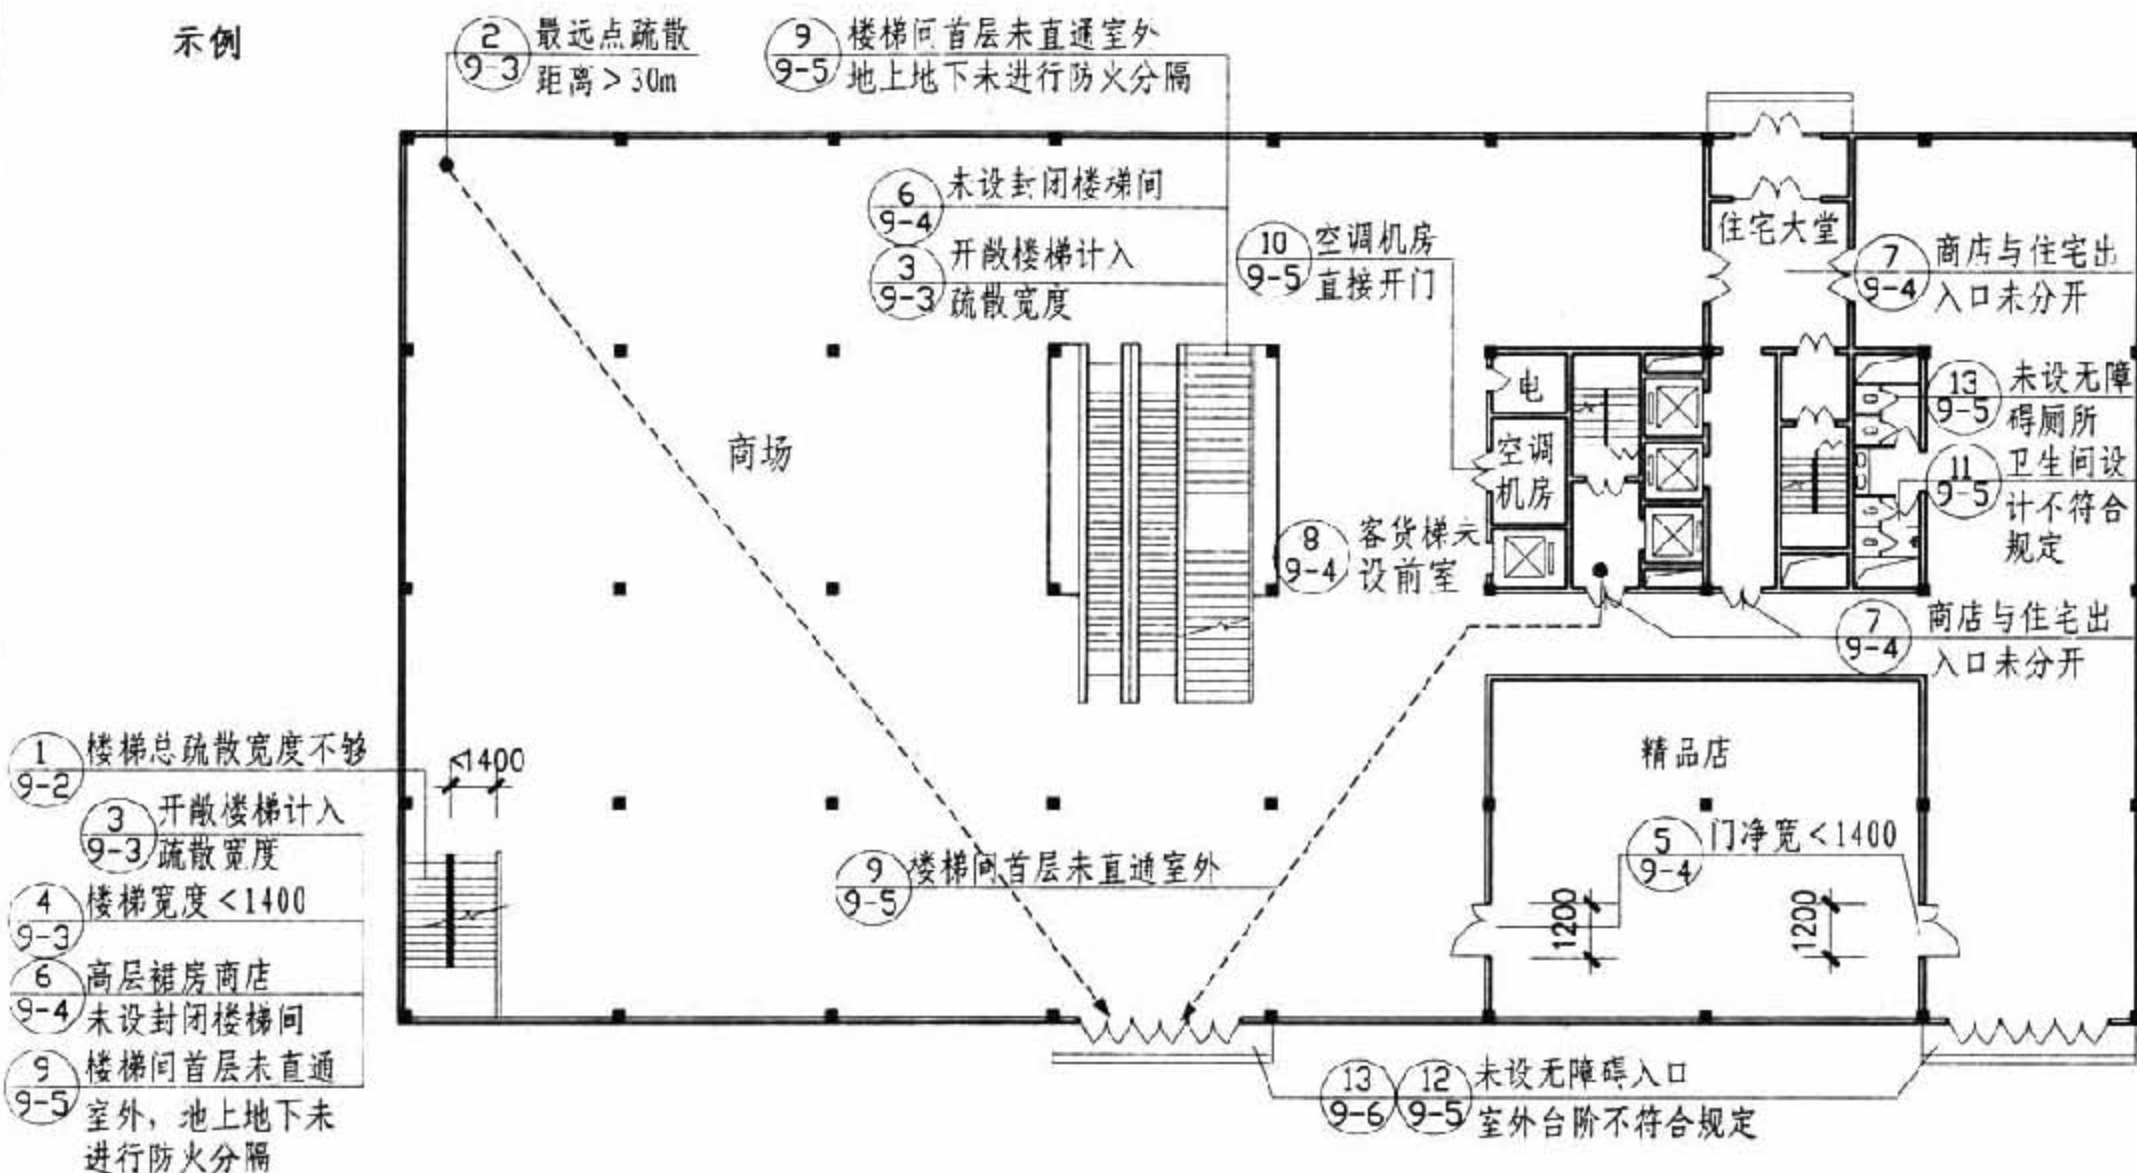 示例
2
9-3
最远点疏散
距离>30m
9
9-5
楼梯间首层未直通室外
地上地下未进行防火分隔
6
9-4
未设封闭楼梯间
3
9-3
开敞楼梯计入
疏散宽度
10
9-5
空调机房
直接开门
住宅大堂
7
9-4
商店与住宅出
入口未分开
电
空调
机房
13
9-5
未设无障
碍厕所
11
9-5
卫生间设
计不符合
规定
商场
8
9-4
客货梯未
设前室
7
9-4
商店与住宅出
入口未分开
1
9-2
楼梯总疏散宽度不够
<1400
3
9-3
开敞楼梯计入
疏散宽度
4
9-3
楼梯宽度<1400
6
9-4
高层裙房商店
未设封闭楼梯间
9
9-5
楼梯间首层未直通
室外，地上地下未
进行防火分隔
9
9-5
楼梯间首层未直通室外
精品店
5
9-4
门净宽<1400
1200
1200
13
9-6
12
9-5
未设无障碍入口
室外台阶不符合规定